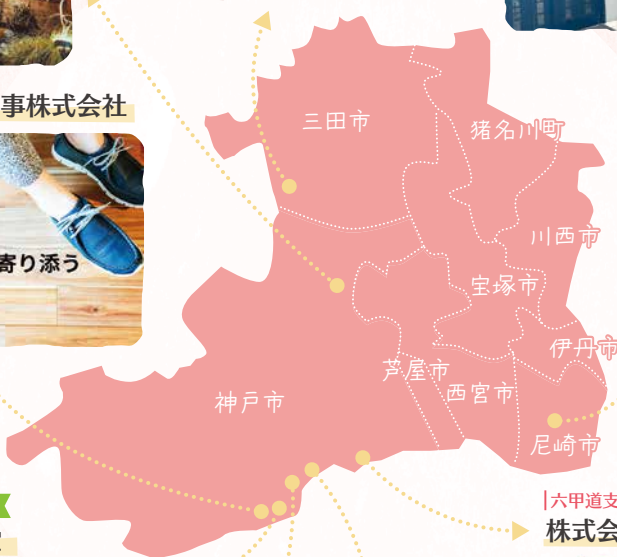 事株式会社
寄り添う
三田市
猪名川町
川西市
宝塚市
伊丹市
芦屋市
西宮市
神戸市
尼崎市
六甲道支
株式会